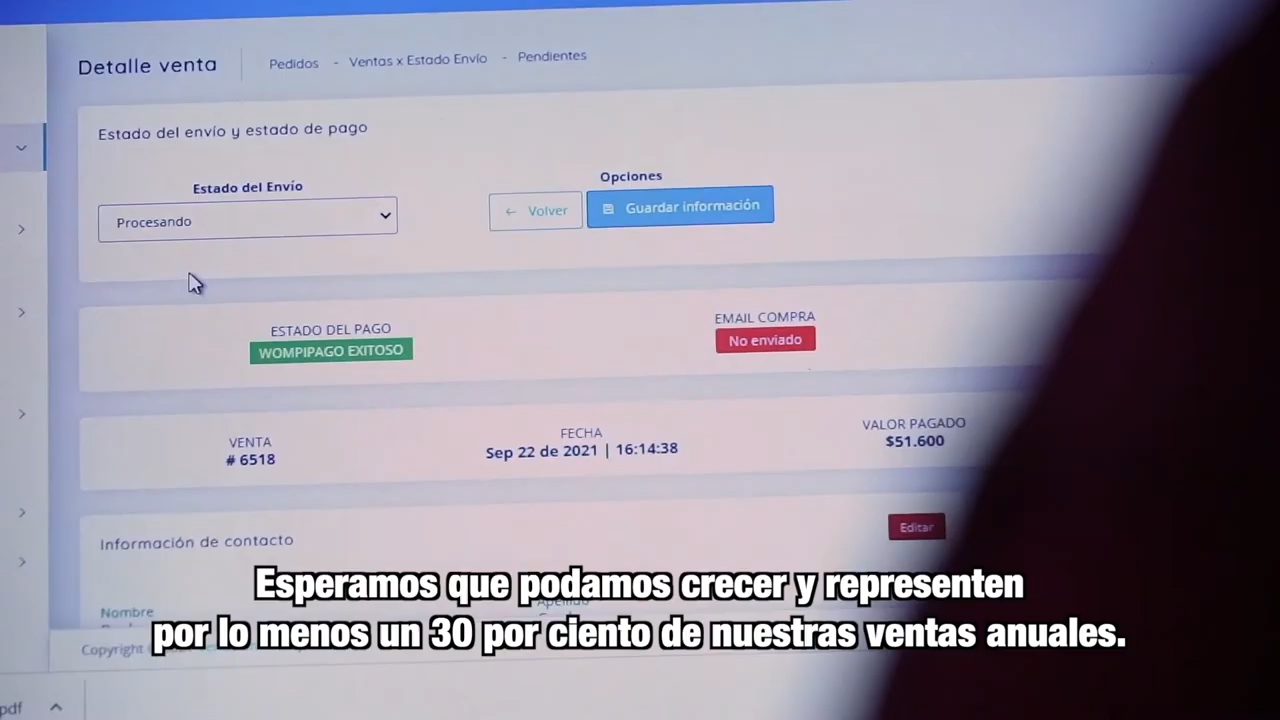 Detalle venta
Pedidos - Ventas x Estado Envío - Pendientes
Estado del envío y estado de pago
Estado del Envío
Opciones
Procesando
← Volver
Guardar información
ESTADO DEL PAGO
EMAIL COMPRA
WOMPIPAGO EXITOSO
No enviado
VENTA
FECHA
VALOR PAGADO
# 6518
Sep 22 de 2021 | 16:14:38
$51.600
Información de contacto
Editar
Nombre
Apellido
Esperamos que podamos crecer y representen
por lo menos un 30 por ciento de nuestras ventas anuales.
Copyright
pdf